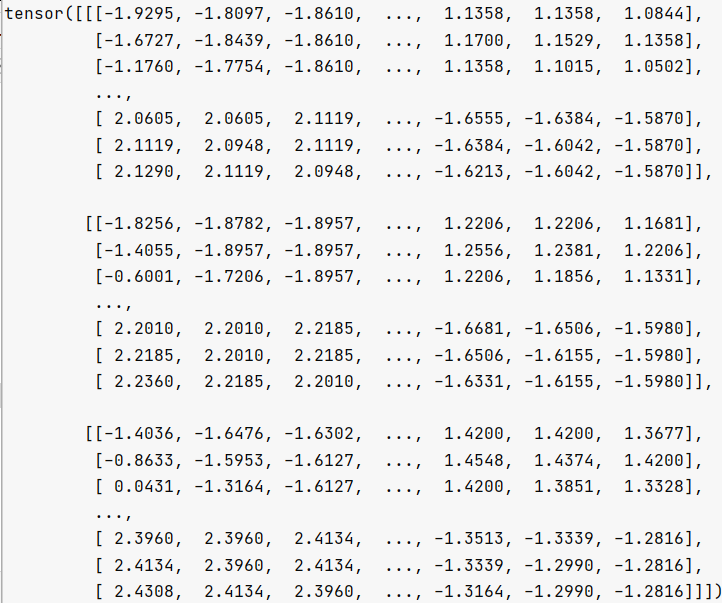 tensor([[[-1.9295, -1.8097, -1.8610,  ...,  1.1358,  1.1358,  1.0844],
         [-1.6727, -1.8439, -1.8610,  ...,  1.1700,  1.1529,  1.1358],
         [-1.1760, -1.7754, -1.8610,  ...,  1.1358,  1.1015,  1.0502],
         ...,
         [ 2.0605,  2.0605,  2.1119,  ..., -1.6555, -1.6384, -1.5870],
         [ 2.1119,  2.0948,  2.1119,  ..., -1.6384, -1.6042, -1.5870],
         [ 2.1290,  2.1119,  2.0948,  ..., -1.6213, -1.6042, -1.5870]],

        [[-1.8256, -1.8782, -1.8957,  ...,  1.2206,  1.2206,  1.1681],
         [-1.4055, -1.8957, -1.8957,  ...,  1.2556,  1.2381,  1.2206],
         [-0.6001, -1.7206, -1.8957,  ...,  1.2206,  1.1856,  1.1331],
         ...,
         [ 2.2010,  2.2010,  2.2185,  ..., -1.6681, -1.6506, -1.5980],
         [ 2.2185,  2.2010,  2.2185,  ..., -1.6506, -1.6155, -1.5980],
         [ 2.2360,  2.2185,  2.2010,  ..., -1.6331, -1.6155, -1.5980]],

        [[-1.4036, -1.6476, -1.6302,  ...,  1.4200,  1.4200,  1.3677],
         [-0.8633, -1.5953, -1.6127,  ...,  1.4548,  1.4374,  1.4200],
         [ 0.0431, -1.3164, -1.6127,  ...,  1.4200,  1.3851,  1.3328],
         ...,
         [ 2.3960,  2.3960,  2.4134,  ..., -1.3513, -1.3339, -1.2816],
         [ 2.4134,  2.3960,  2.4134,  ..., -1.3339, -1.2990, -1.2816],
         [ 2.4308,  2.4134,  2.3960,  ..., -1.3164, -1.2990, -1.2816]]])